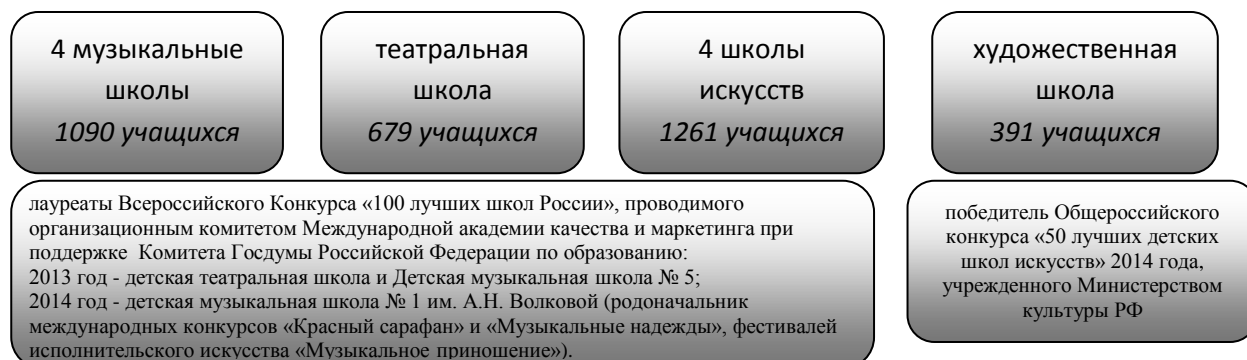 4 музыкальные
школы
1090 учащихся
театральная
школа
679 учащихся
4 школы
искусств
1261 учащихся
художественная
школа
391 учащихся
лауреаты Всероссийского Конкурса «100 лучших школ России», проводимого
организационным комитетом Международной академии качества и маркетинга при
поддержке Комитета Госдумы Российской Федерации по образованию:
2013 год - детская театральная школа и Детская музыкальная школа № 5;
2014 год - детская музыкальная школа № 1 им. А.Н. Волковой (родоначальник
международных конкурсов «Красный сарафан» и «Музыкальные надежды», фестивалей
исполнительского искусства «Музыкальное приношение»).
победитель Общероссийского
конкурса «50 лучших детских
школ искусств» 2014 года,
учрежденного Министерством
культуры РФ